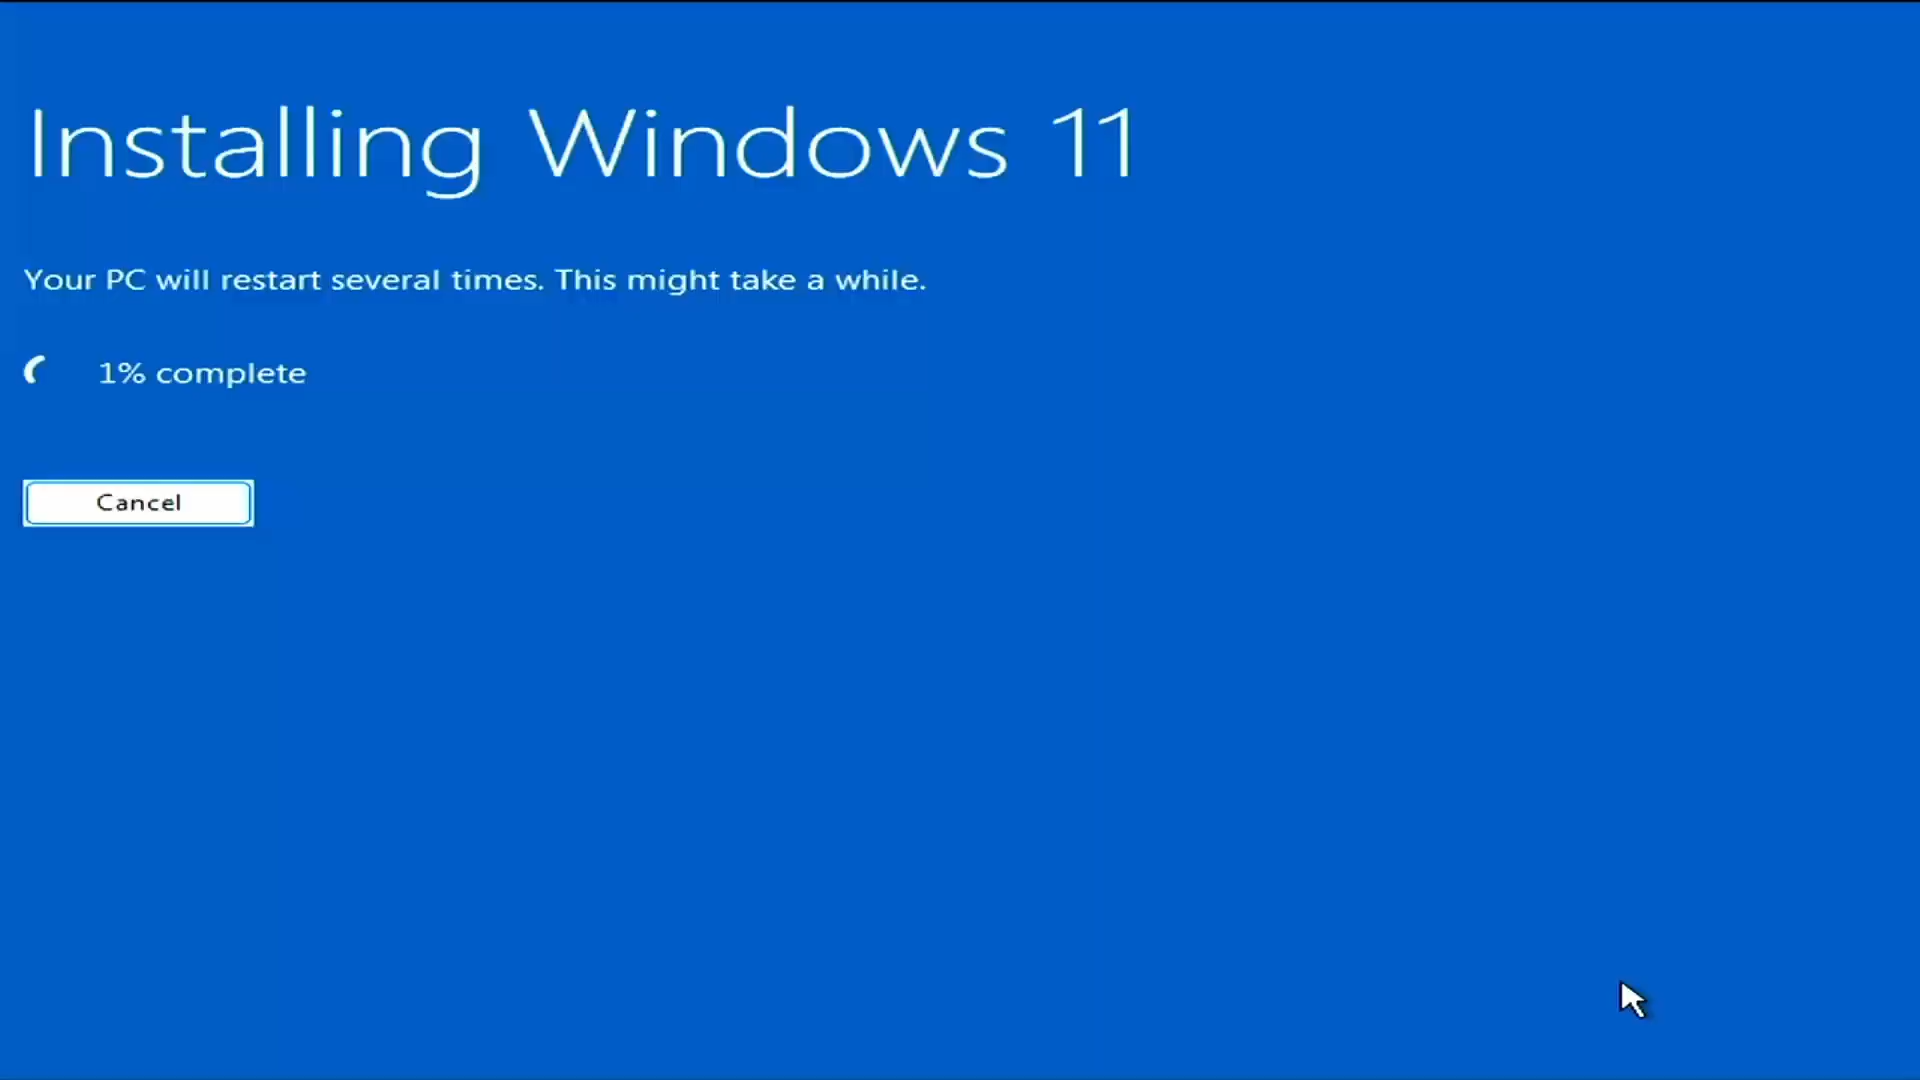 Installing Windows 11
Your PC will restart several times. This might take a while.
1% complete
Cancel